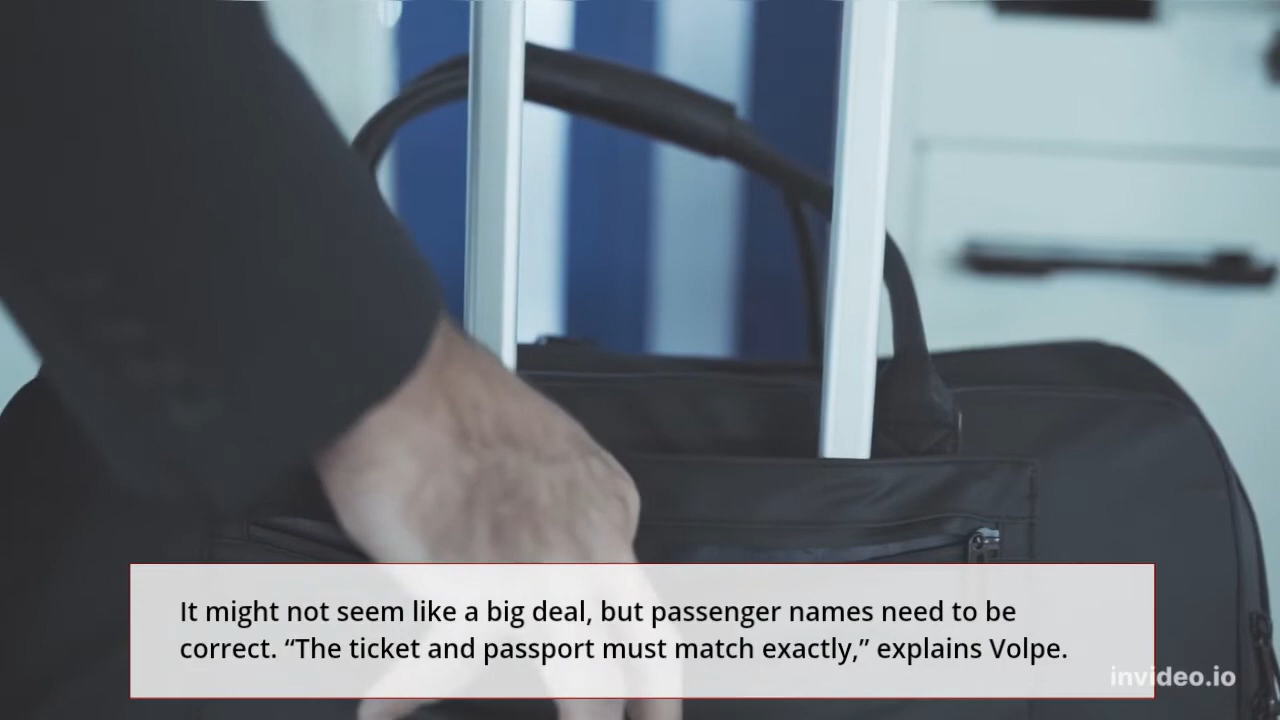 It might not seem like a big deal, but passenger names need to be
correct. “The ticket and passport must match exactly,” explains Volpe.
invideo.io